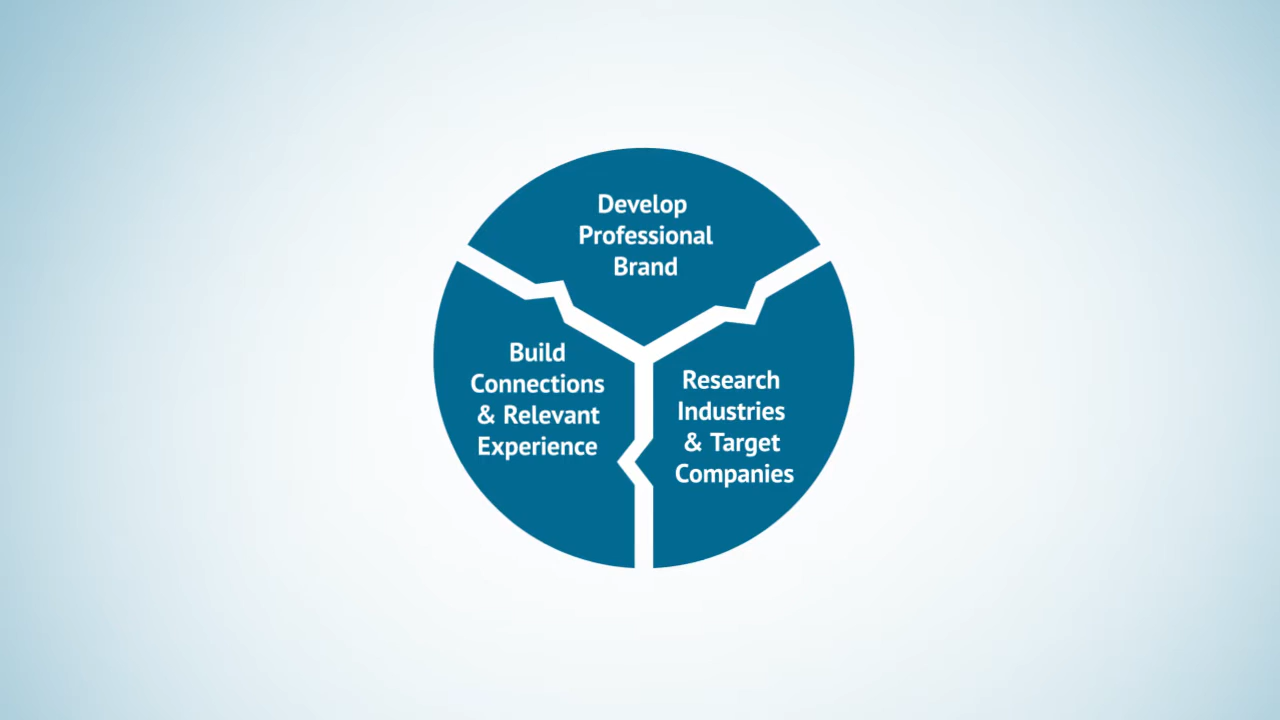 Develop
Professional
Brand
Build
Connections
& Relevant
Experience
Research
Industries
& Target
Companies